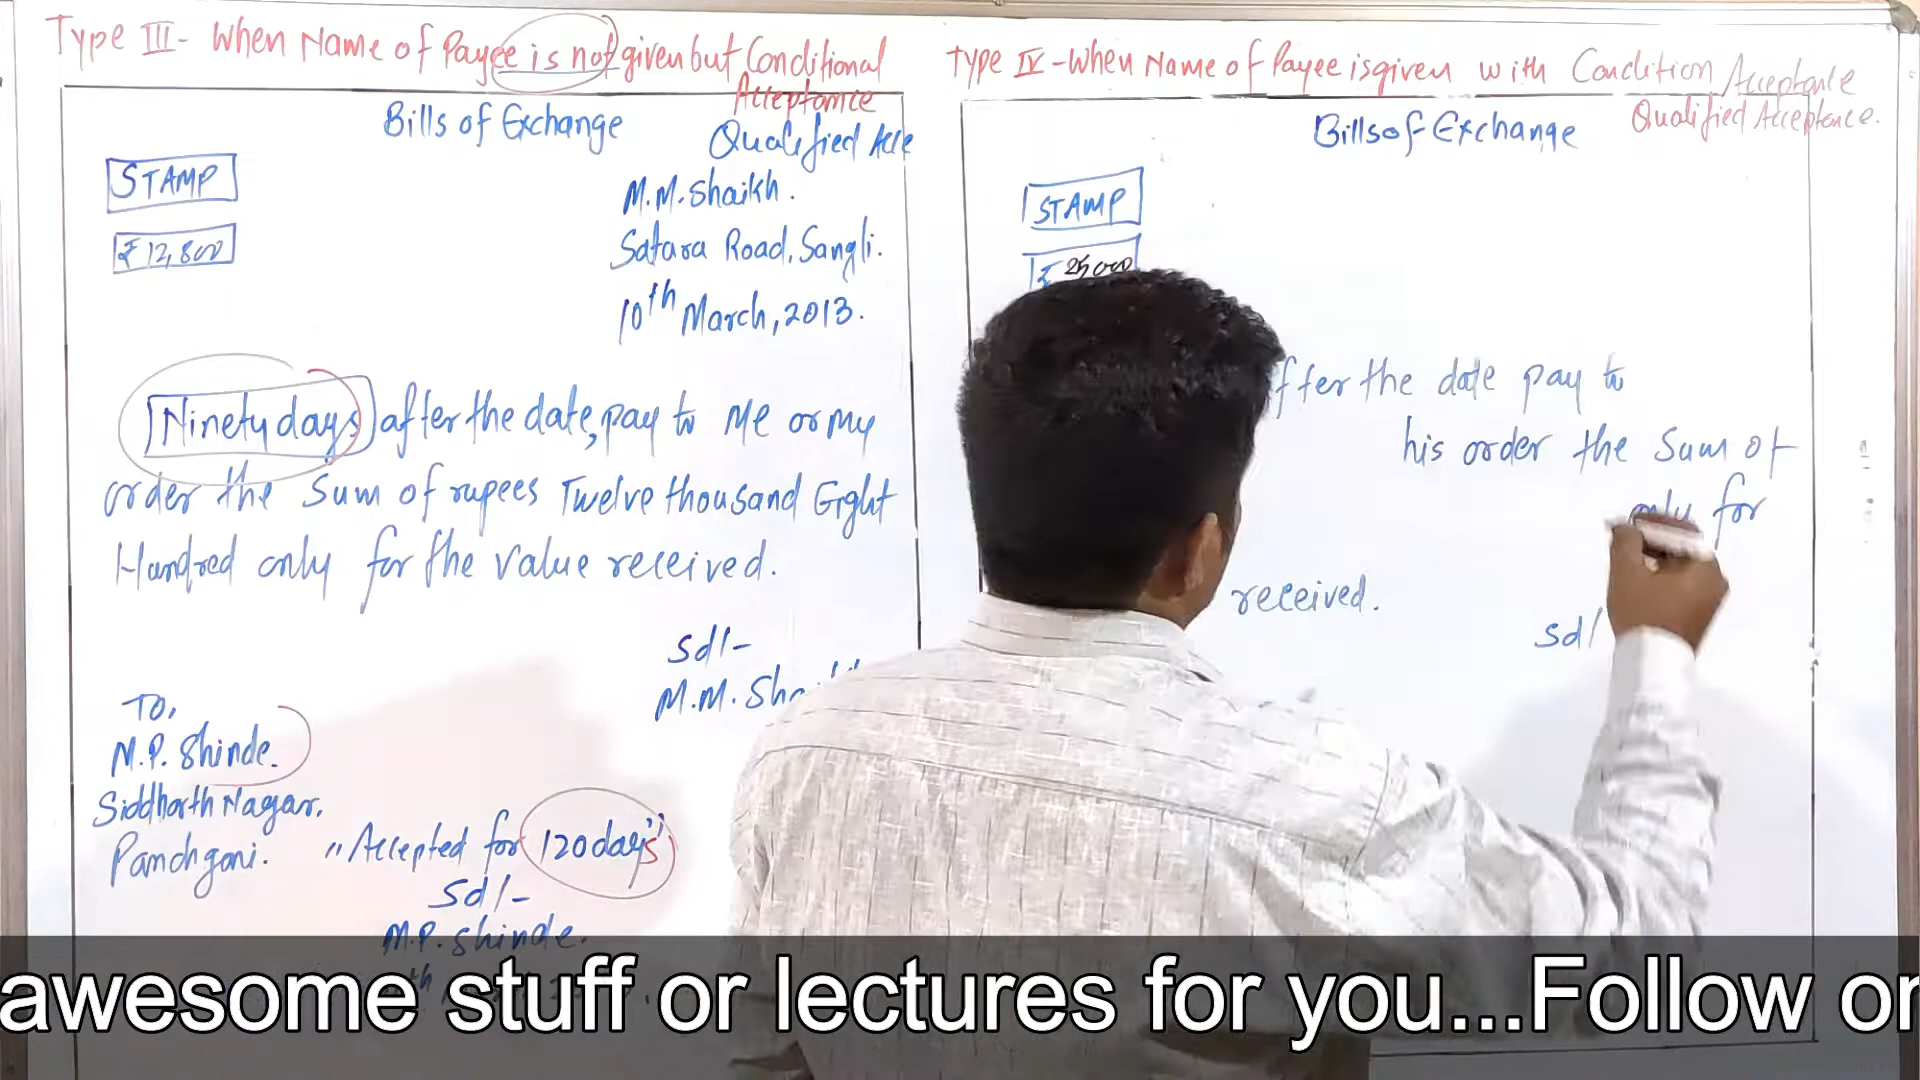 Type III - When Name of Payee is not given but Conditional
Acceptance
Bills of Exchange
Qualified Acce
STAMP
₹ 12,800
M.M. Shaikh.
Satara Road, Sangli.
10th March, 2013.
Ninety days after the date, pay to Me or my
order the Sum of rupees Twelve thousand Eight
Hundred only for the value received.
sd/-
M.M. Sha
To,
M.P. Shinde.
Siddharth Nagar,
Panchgani.
"Accepted for 120 days"
sd/-
M.P. Shinde.
Type IV - When Name of Payee is given with Condition Acceptance
Qualified Acceptance.
Bills of Exchange
STAMP
₹ 25000
after the date pay to
his order the Sum of
only for
received.
sd/
awesome stuff or lectures for you...Follow on